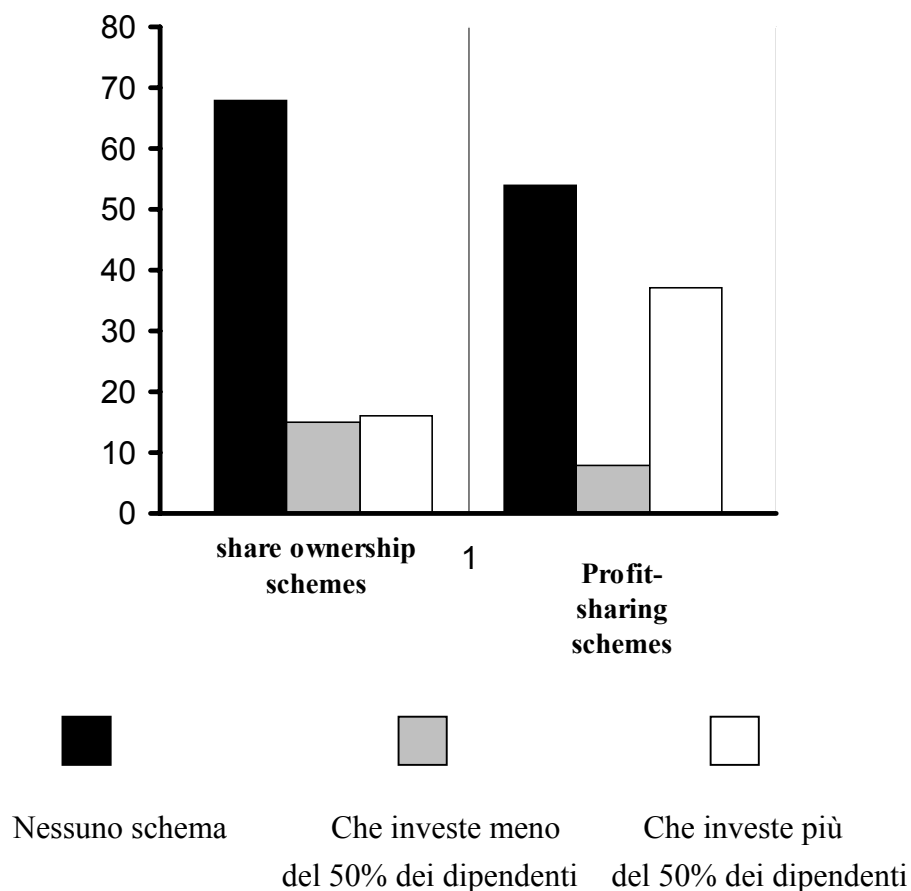 80
70
60
50
40
30
20
10
0
share ownership
schemes
1
Profit-
sharing
schemes
Nessuno schema
Che investe meno
del 50% dei dipendenti
Che investe più
del 50% dei dipendenti